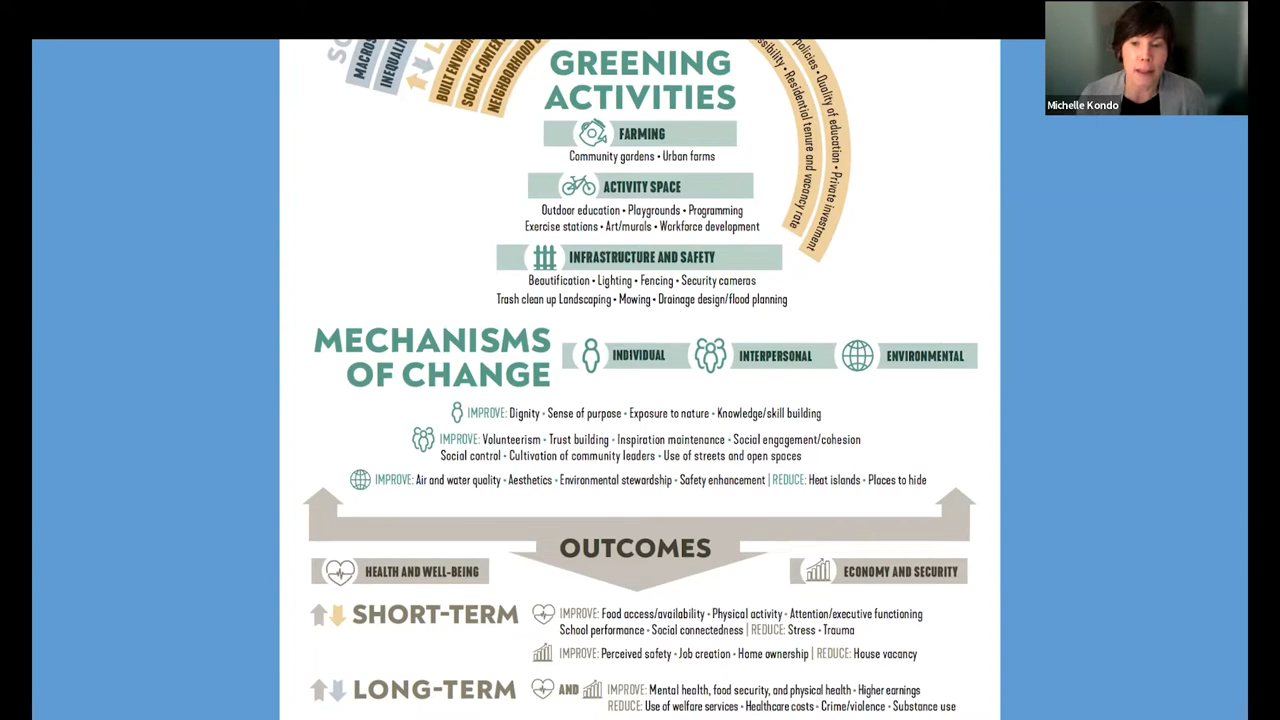 SO
MACROS
INEQUALI
L
BUILT ENVIRON
SOCIAL CONTEX
NEIGHBORHOOD
ssibility • Residential tenure and vacancy rate
policies • Quality of education • Private investment
Michelle Kondo
GREENING
ACTIVITIES
FARMING
Community gardens • Urban farms
ACTIVITY SPACE
Outdoor education • Playgrounds • Programming
Exercise stations • Art/murals • Workforce development
INFRASTRUCTURE AND SAFETY
Beautification • Lighting • Fencing • Security cameras
Trash clean up Landscaping • Mowing • Drainage design/flood planning
MECHANISMS
OF CHANGE
INDIVIDUAL INTERPERSONAL ENVIRONMENTAL
IMPROVE: Dignity • Sense of purpose • Exposure to nature • Knowledge/skill building
IMPROVE: Volunteerism • Trust building • Inspiration maintenance • Social engagement/cohesion
Social control • Cultivation of community leaders • Use of streets and open spaces
IMPROVE: Air and water quality • Aesthetics • Environmental stewardship • Safety enhancement | REDUCE: Heat islands • Places to hide
OUTCOMES
HEALTH AND WELL-BEING ECONOMY AND SECURITY
SHORT-TERM
IMPROVE: Food access/availability • Physical activity • Attention/executive functioning
School performance • Social connectedness | REDUCE: Stress • Trauma
IMPROVE: Perceived safety • Job creation • Home ownership | REDUCE: House vacancy
LONG-TERM
AND IMPROVE: Mental health, food security, and physical health • Higher earnings
REDUCE: Use of welfare services • Healthcare costs • Crime/violence • Substance use